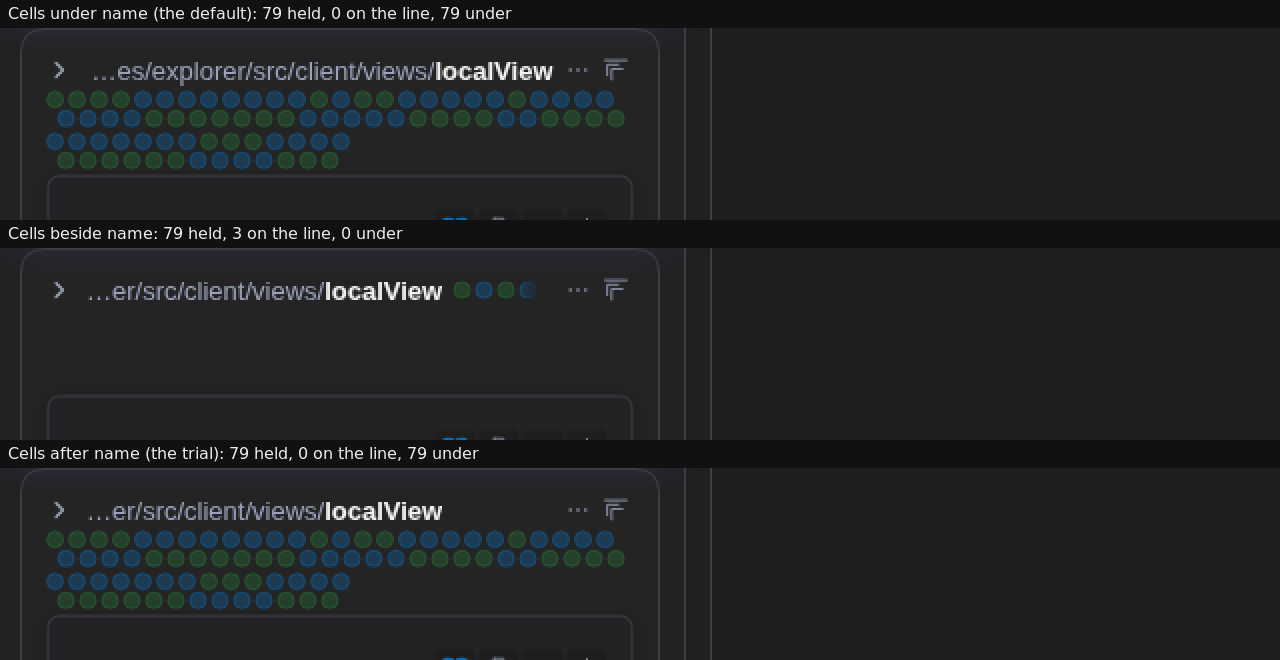 Cells under name (the default): 79 held, 0 on the line, 79 under
…es/explorer/src/client/views/localView ···
Cells beside name: 79 held, 3 on the line, 0 under
…er/src/client/views/localView ···
Cells after name (the trial): 79 held, 0 on the line, 79 under
…er/src/client/views/localView ···